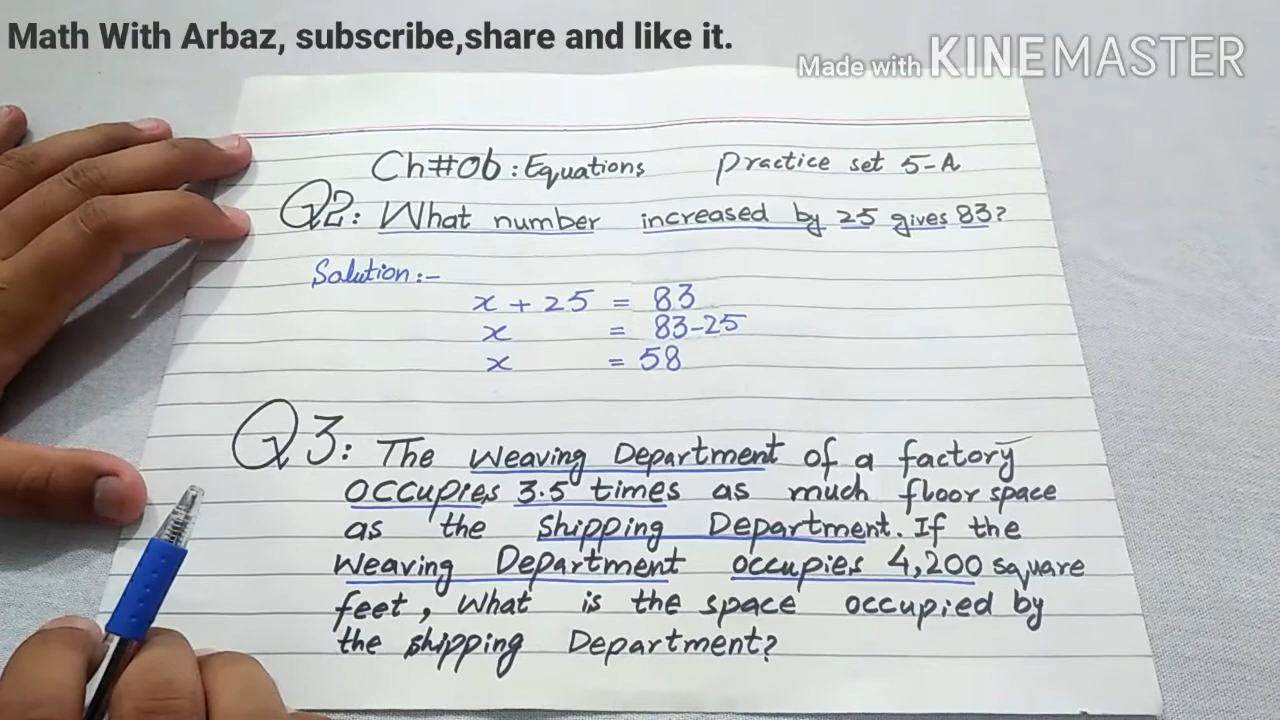 Math With Arbaz, subscribe,share and like it.
Made with KINEMASTER
Ch#06: Equations Practice set 5-A
Q2: What number increased by 25 gives 83?
Solution:-
x + 25 = 83
x = 83-25
x = 58
Q3: The Weaving Department of a factory
occupies 3.5 times as much floor space
as the Shipping Department. If the
Weaving Department occupies 4,200 square
feet, What is the space occupied by
the shipping Department?